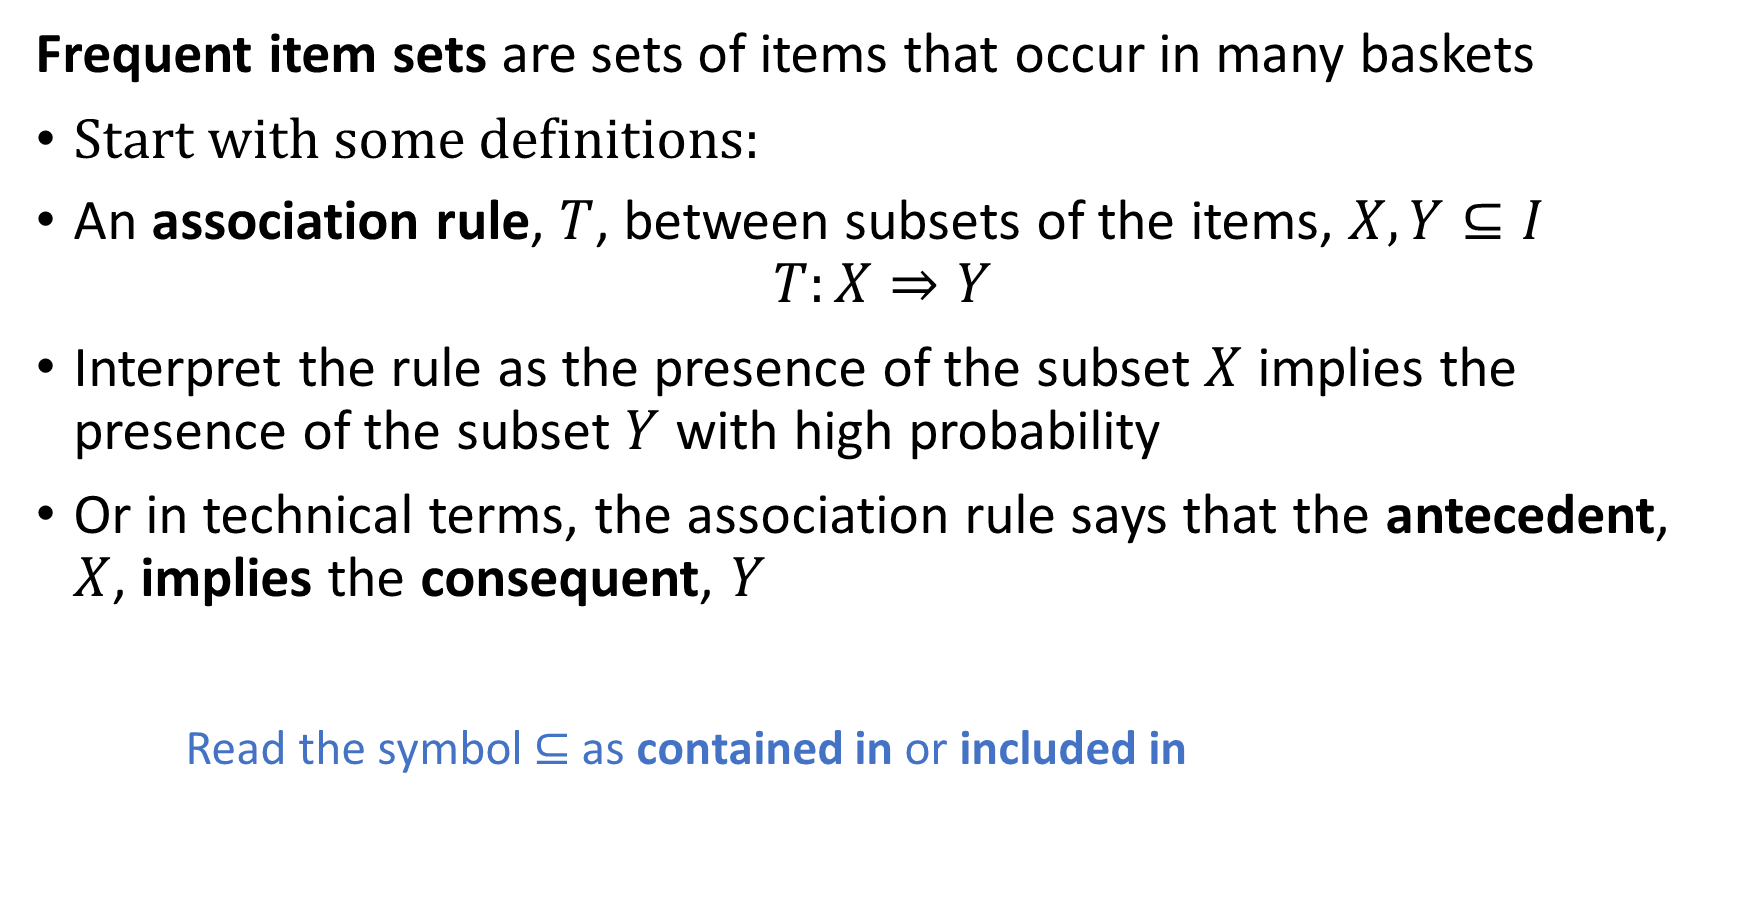 Frequent item sets are sets of items that occur in many baskets
• Start with some definitions:
• An association rule, T, between subsets of the items, X, Y ⊆ I
T: X ⇒ Y
• Interpret the rule as the presence of the subset X implies the
presence of the subset Y with high probability
• Or in technical terms, the association rule says that the antecedent,
X, implies the consequent, Y
Read the symbol ⊆ as contained in or included in